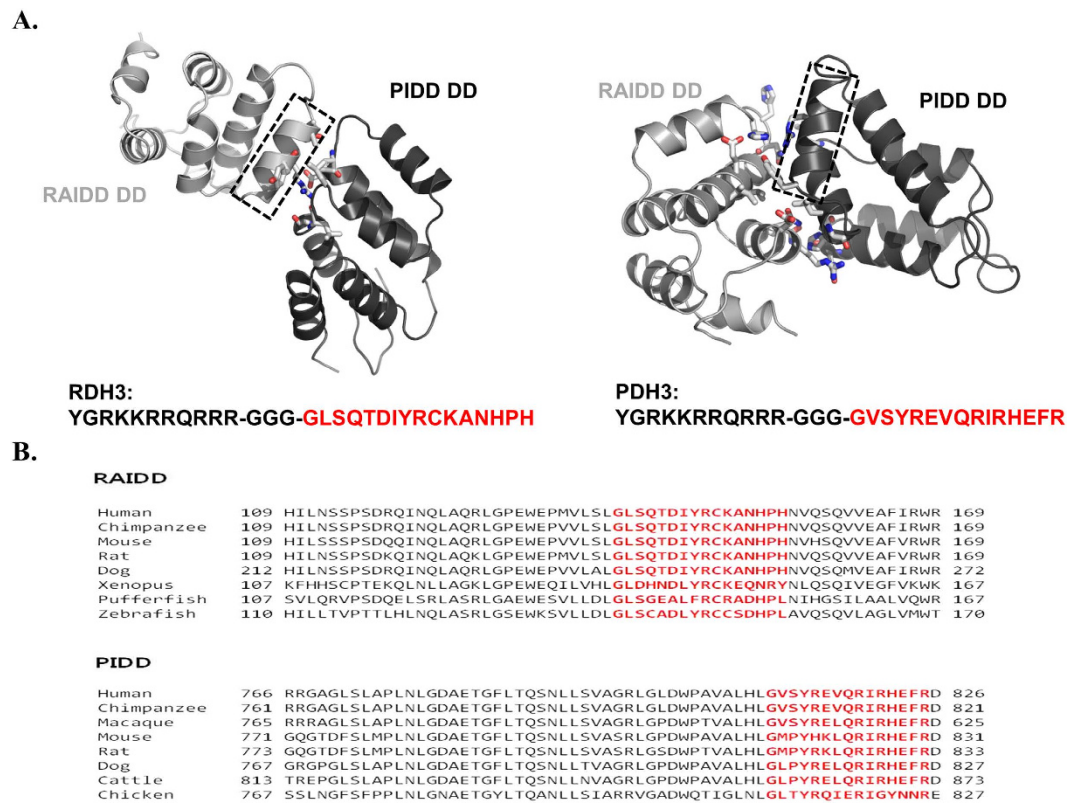 A.
RAIDD DD
PIDD DD
RAIDD DD
PIDD DD
RDH3:
YGRKKRRQRRR-GGG-GLSQTDIYRCKANHPH
PDH3:
YGRKKRRQRRR-GGG-GVSYREVQRIRHEFR
B.
RAIDD
Human 109 HILNSSPSDRQINQLAQRLGPEWEPMVLSLGLSQTDIYRCKANHPHNVQSQVVEAFIRWR 169
Chimpanzee 109 HILNSSPSDRQINQLAQRLGPEWEPVVLSLGLSQTDIYRCKANHPHNVQSQVVEAFIRWR 169
Mouse 109 HILSSSPSDQQINQLAQRLGPEWEPVVLSLGLSQTDIYRCKANHPHNVHSQVVEAFVRWR 169
Rat 109 HILNSSPSDKQINQLAQKLGPEWEPMVLSLGLSQTDIYRCKANHPHNVQSQVVEAFVRWR 169
Dog 212 HILNSSPSDRQINQLAQRLGPEWEPVVLALGLSQTDIYRCKANHPHNVQSQMVEAFIRWR 272
Xenopus 107 KFHHSCPTEKQLNLLAGKLGPEWEQILVHLGLDHNDLYRCKEQNRYNLQSQIVEGFVKWK 167
Pufferfish 107 SVLQRVPSDQELSRLASRLGAEWESVLLDLGLSGEALFRCRADHPLNIHGSILAALVQWR 167
Zebrafish 110 HILLTVPTTLHLNQLASRLGSEWKSVLLDLGLSCADLYRCCSDHPLAVQSQVLAGLVMWT 170
PIDD
Human 766 RRGAGLSLAPLNLGDAETGFLTQSNLLSVAGRLGLDWPAVALHLGVSYREVQRIRHEFRD 826
Chimpanzee 761 RRGAGLSLAPLNLGDAETGFLTQSNLLSVAGRLGLDWPAVALHLGVSYREVQRIRHEFRD 821
Macaque 765 RRRAGLSLAPLNLGDAETGFLTQSNLLSVAGRLGPDWPTVALHLGVSYRELQRIRHEFRD 625
Mouse 771 GQGTDFSLMPLNLGDAETGFLTQSNLLSVASRLGPDWPAVALHLGMPYHKLQRIRHEFRD 831
Rat 773 GQGTDFSLMPLNLGDAETGFLTQSNLLSVASRLGSDWPTVALHLGMPYRKLQRIRHEFRD 833
Dog 767 GRGPGLSLAPLNLGDAETGFLTQSNLLTVAGRLGPDWPAVALHLGLPYRELQRIRHEFRD 827
Cattle 813 TREPGLSLAPLNLGDAETGFLTQSNLLNVAGRLGPDWPAVALHLGLPYRELQRIRHEFRD 873
Chicken 767 SSLNGFSFPPLNLGNAETGYLTQANLLSIARRVGADWQTIGLNLGLTYRQIERIGYNNRE 827